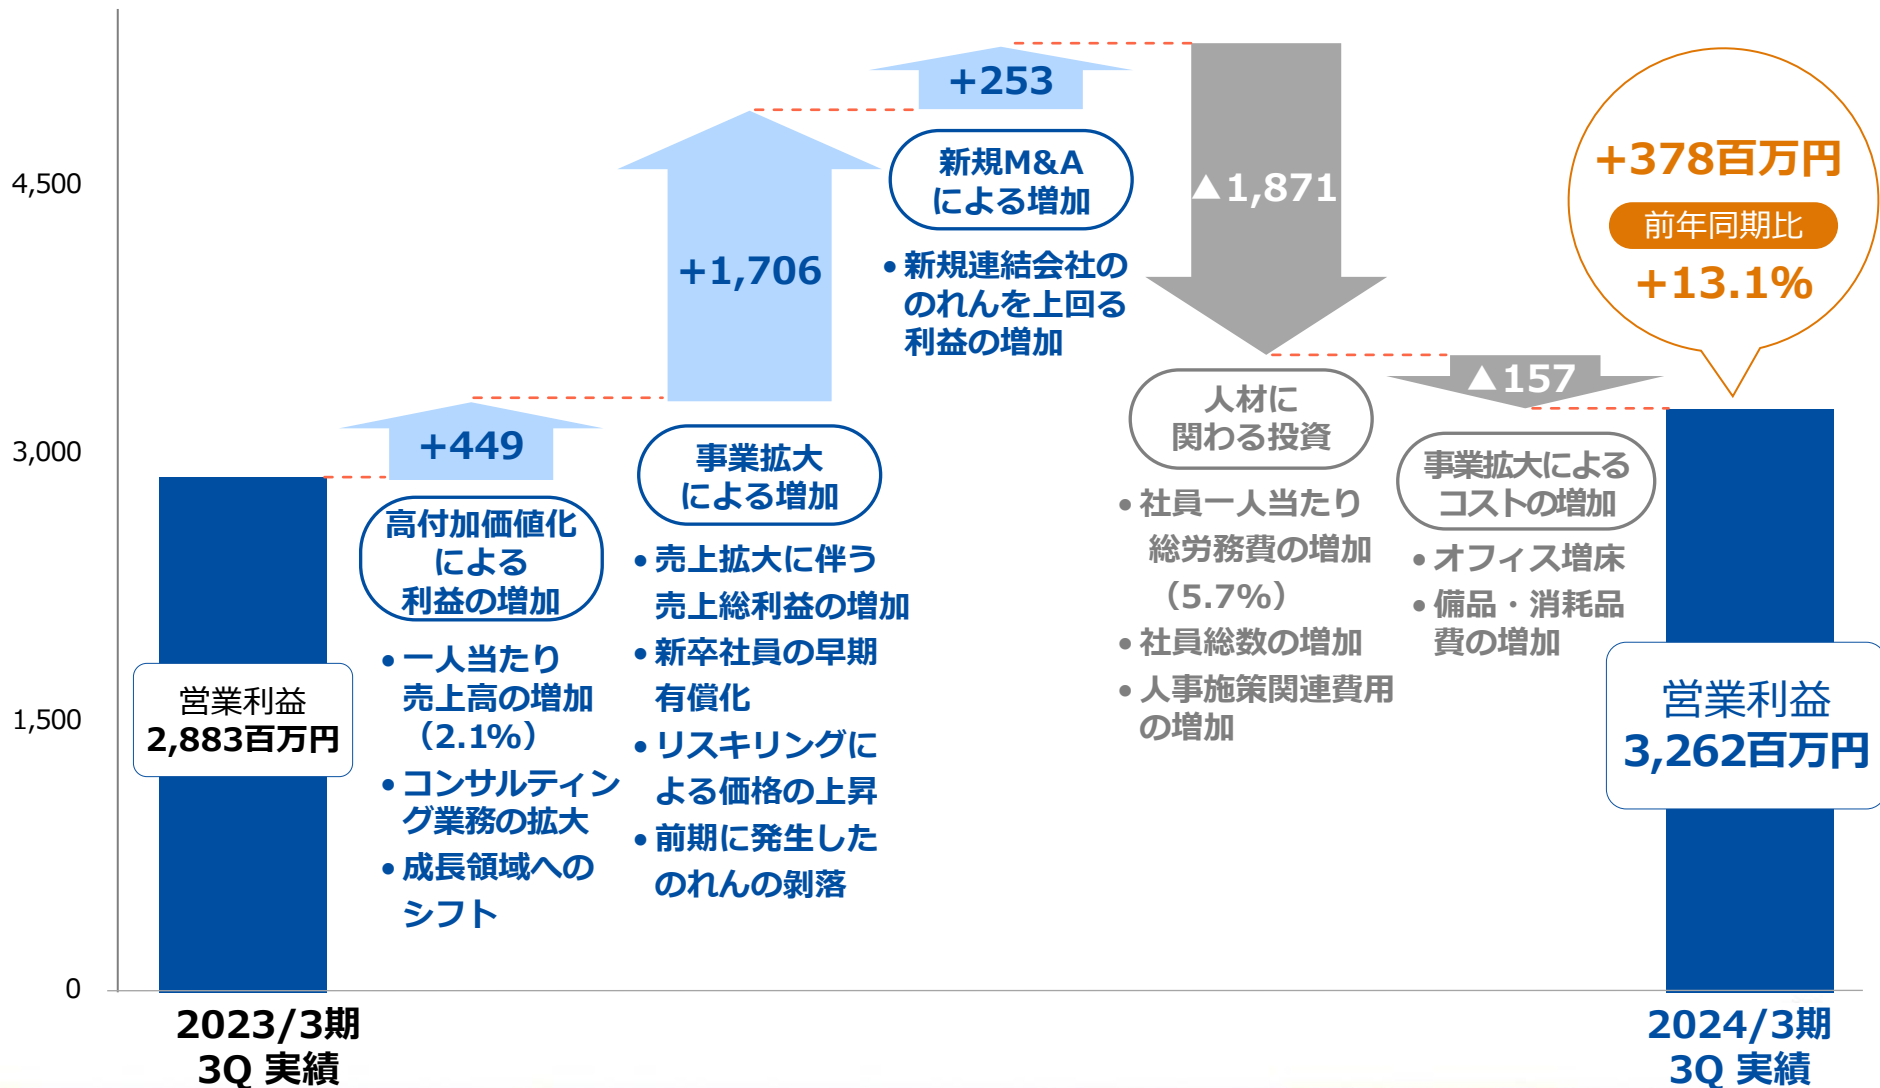 4,500
3,000
1,500
0
営業利益
2,883百万円
2023/3期
3Q 実績
+449
高付加価値化
による
利益の増加
•一人当たり
売上高の増加
（2.1%）
•コンサルティン
グ業務の拡大
•成長領域への
シフト
+1,706
事業拡大
による増加
•売上拡大に伴う
売上総利益の増加
•新卒社員の早期
有償化
•リスキリングに
よる価格の上昇
•前期に発生した
のれんの剝落
+253
新規M&A
による増加
•新規連結会社の
のれんを上回る
利益の増加
▲1,871
人材に
関わる投資
•社員一人当たり
総労務費の増加
（5.7%）
•社員総数の増加
•人事施策関連費用
の増加
▲157
事業拡大による
コストの増加
•オフィス増床
•備品・消耗品
費の増加
+378百万円
前年同期比
+13.1%
営業利益
3,262百万円
2024/3期
3Q 実績